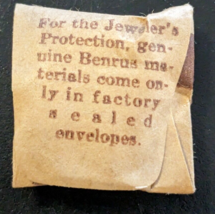 For the Jeweler's
Protection, gen-
uine Benrus ma-
terials come on-
ly in factory
sealed
envelopes.